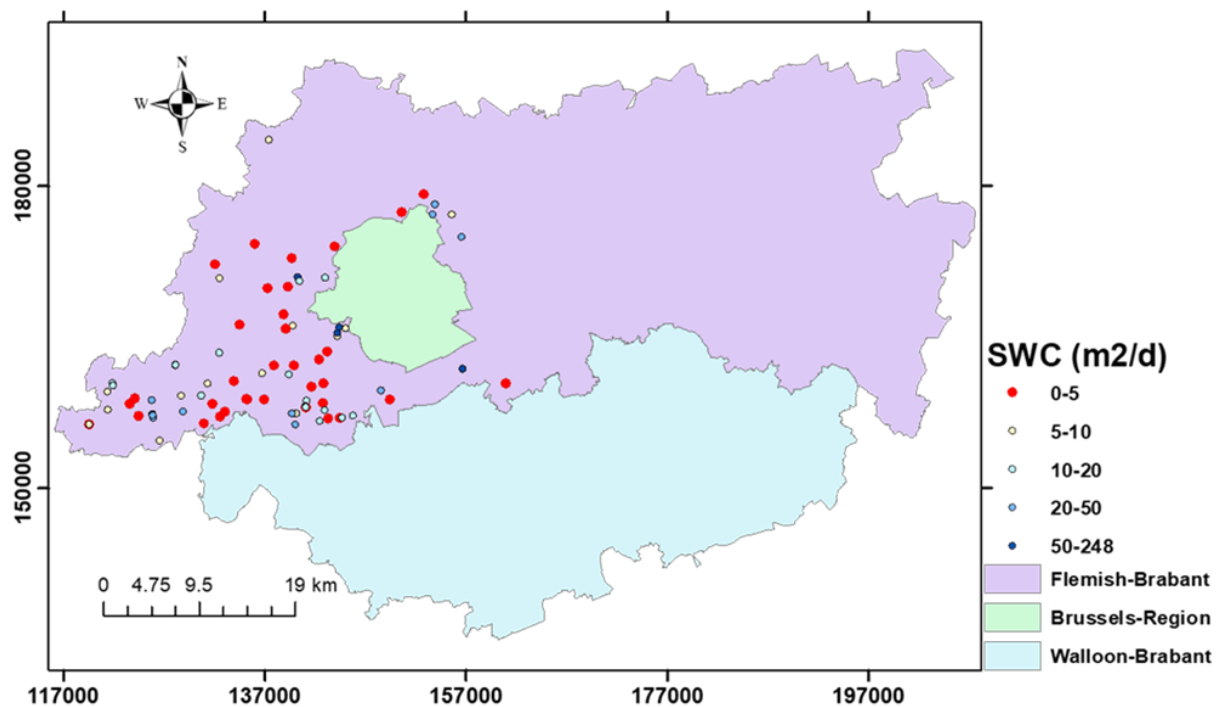 N
W E
S
180000
150000
0 4.75 9.5 19 km
117000 137000 157000 177000 197000
SWC (m2/d)
0-5
5-10
10-20
20-50
50-248
Flemish-Brabant
Brussels-Region
Walloon-Brabant